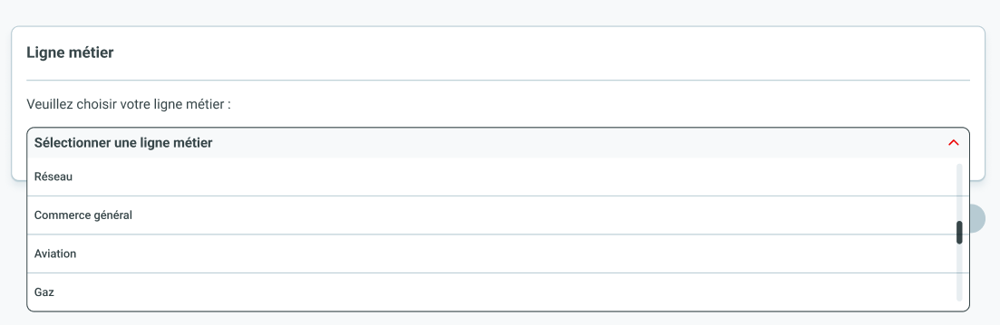 Ligne métier
Veuillez choisir votre ligne métier :
Sélectionner une ligne métier
Réseau
Commerce général
Aviation
Gaz